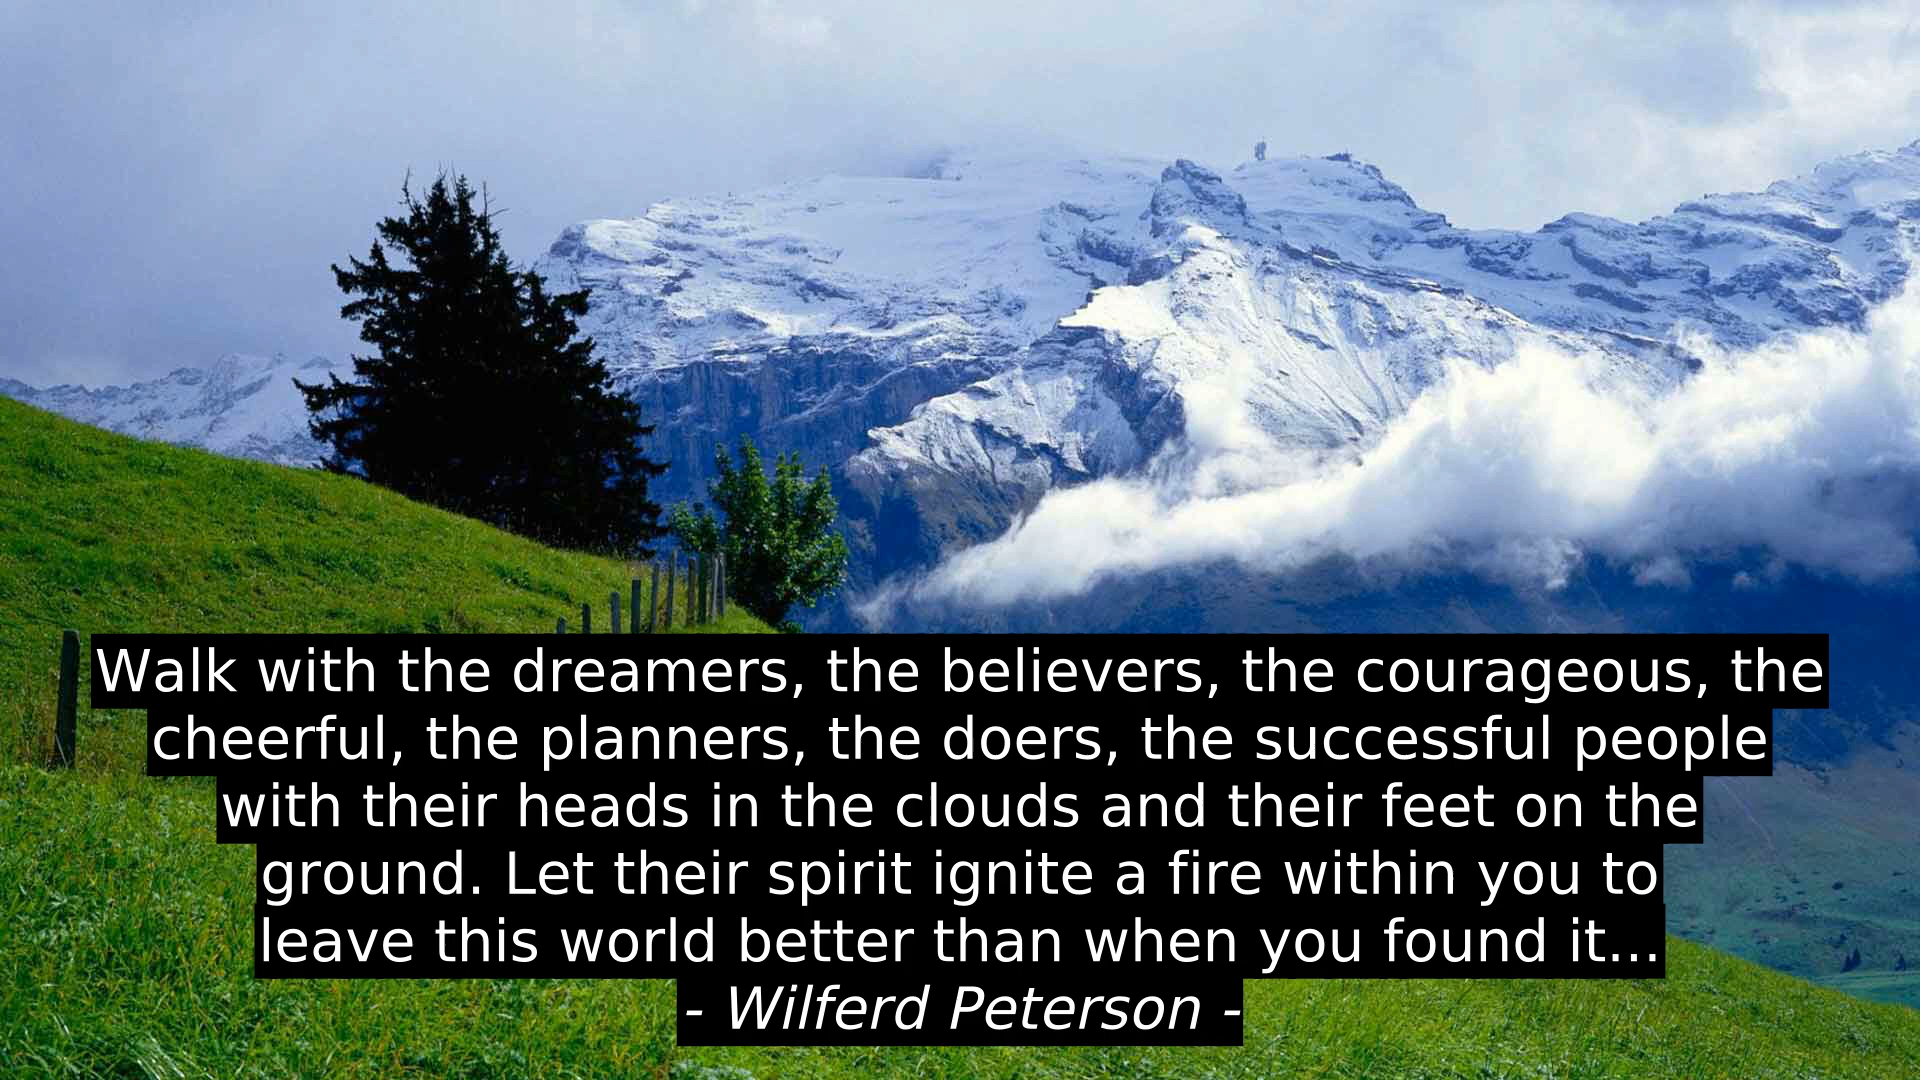 Walk with the dreamers, the believers, the courageous, the
cheerful, the planners, the doers, the successful people
with their heads in the clouds and their feet on the
ground. Let their spirit ignite a fire within you to
leave this world better than when you found it...
- Wilferd Peterson -